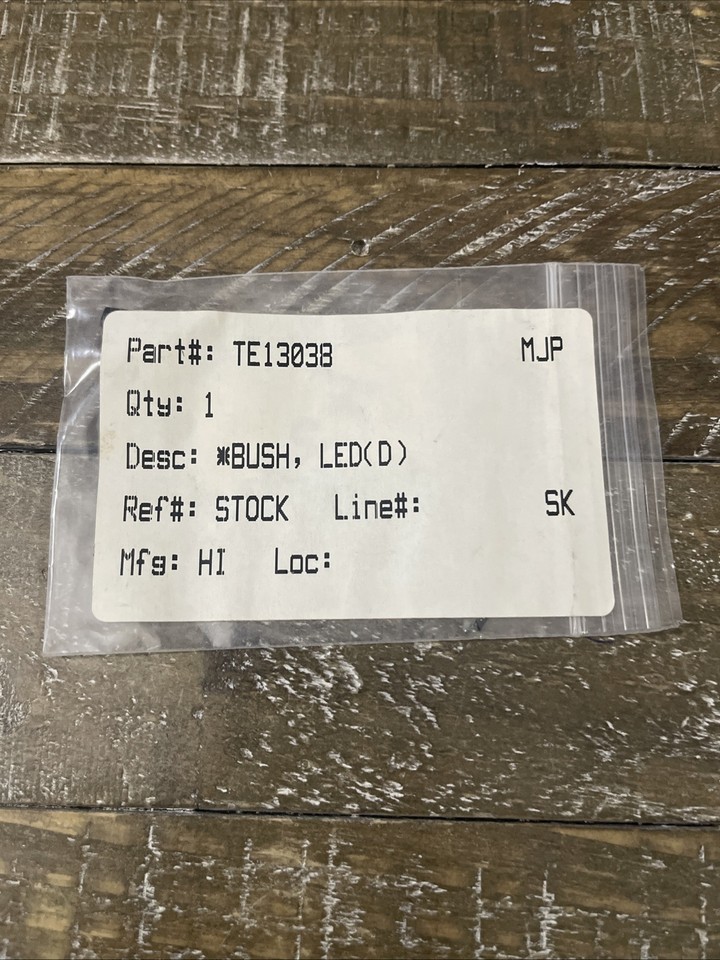 Part#: TE13038 MJP
Qty: 1
Desc: *BUSH, LED(D)
Ref#: STOCK Line#: SK
Mfg: HI Loc: